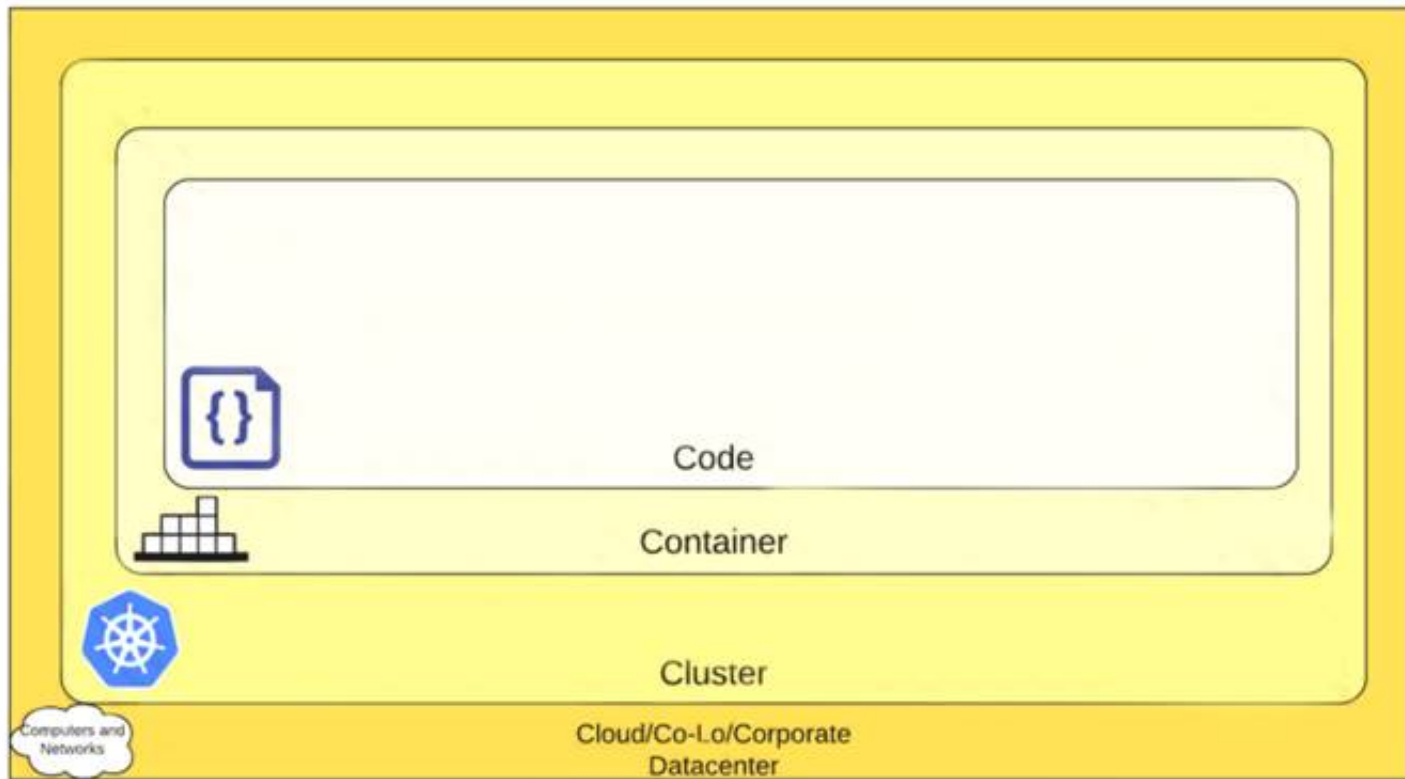 {}
Code
Container
Cluster
Computers and
Networks
Cloud/Co-Lo/Corporate
Datacenter